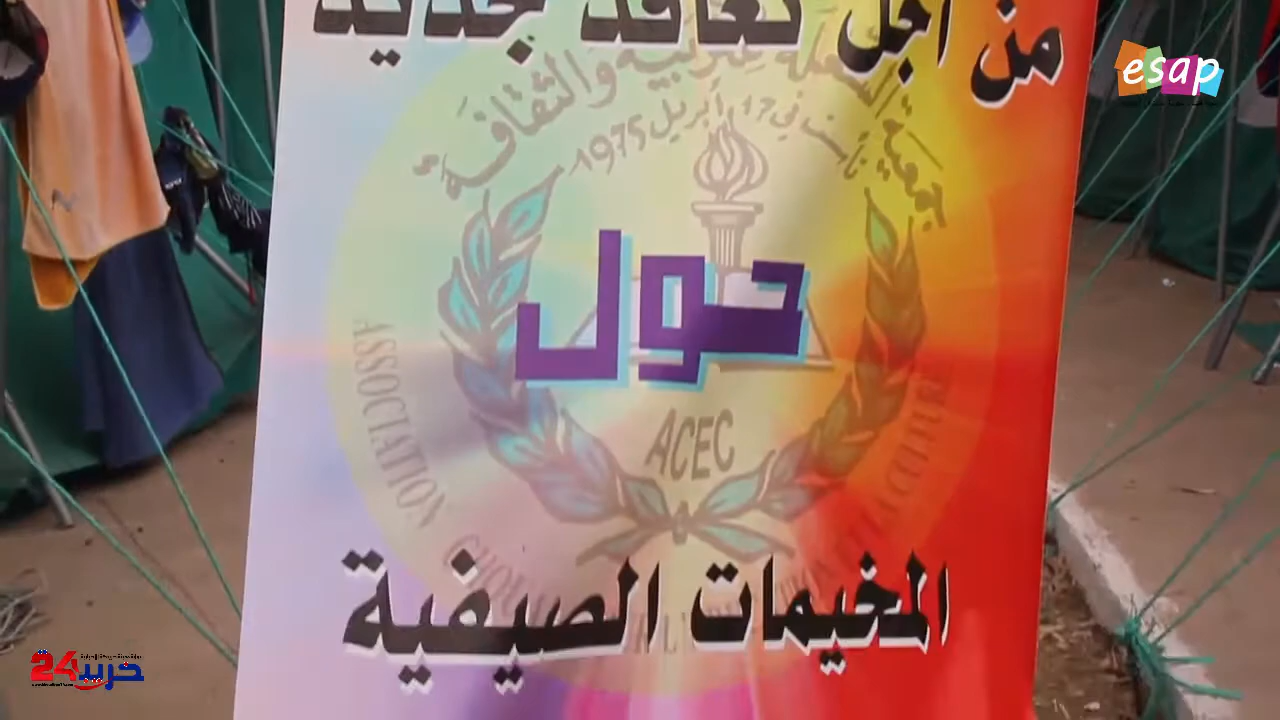 من أجل تعاقد جديد
esap
جمعية الشعلة للتربية والثقافة
تأسست في 17 أبريل 1975
حول
ACEC
ASSOCIATION
المخيمات الصيفية
24